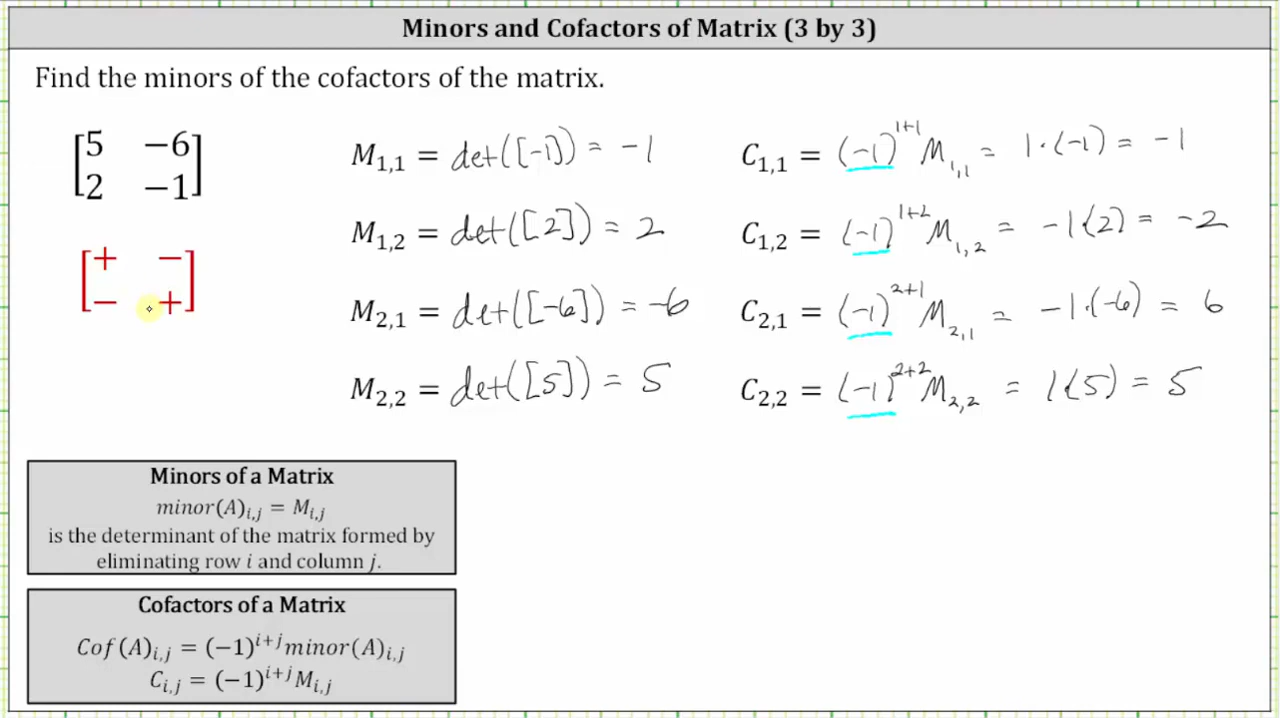 Minors and Cofactors of Matrix (3 by 3)
Find the minors of the cofactors of the matrix.
[5 −6]
[2 −1]
[+ −]
[− +]
M₁,₁ = det([-1]) = -1
M₁,₂ = det([2]) = 2
M₂,₁ = det([-6]) = -6
M₂,₂ = det([5]) = 5
C₁,₁ = (-1)¹⁺¹ M₁,₁ = 1·(-1) = -1
C₁,₂ = (-1)¹⁺² M₁,₂ = -1(2) = -2
C₂,₁ = (-1)²⁺¹ M₂,₁ = -1·(-6) = 6
C₂,₂ = (-1)²⁺² M₂,₂ = 1(5) = 5
Minors of a Matrix
minor(A)ᵢ,ⱼ = Mᵢ,ⱼ
is the determinant of the matrix formed by
eliminating row i and column j.
Cofactors of a Matrix
Cof(A)ᵢ,ⱼ = (−1)ⁱ⁺ʲminor(A)ᵢ,ⱼ
Cᵢ,ⱼ = (−1)ⁱ⁺ʲMᵢ,ⱼ